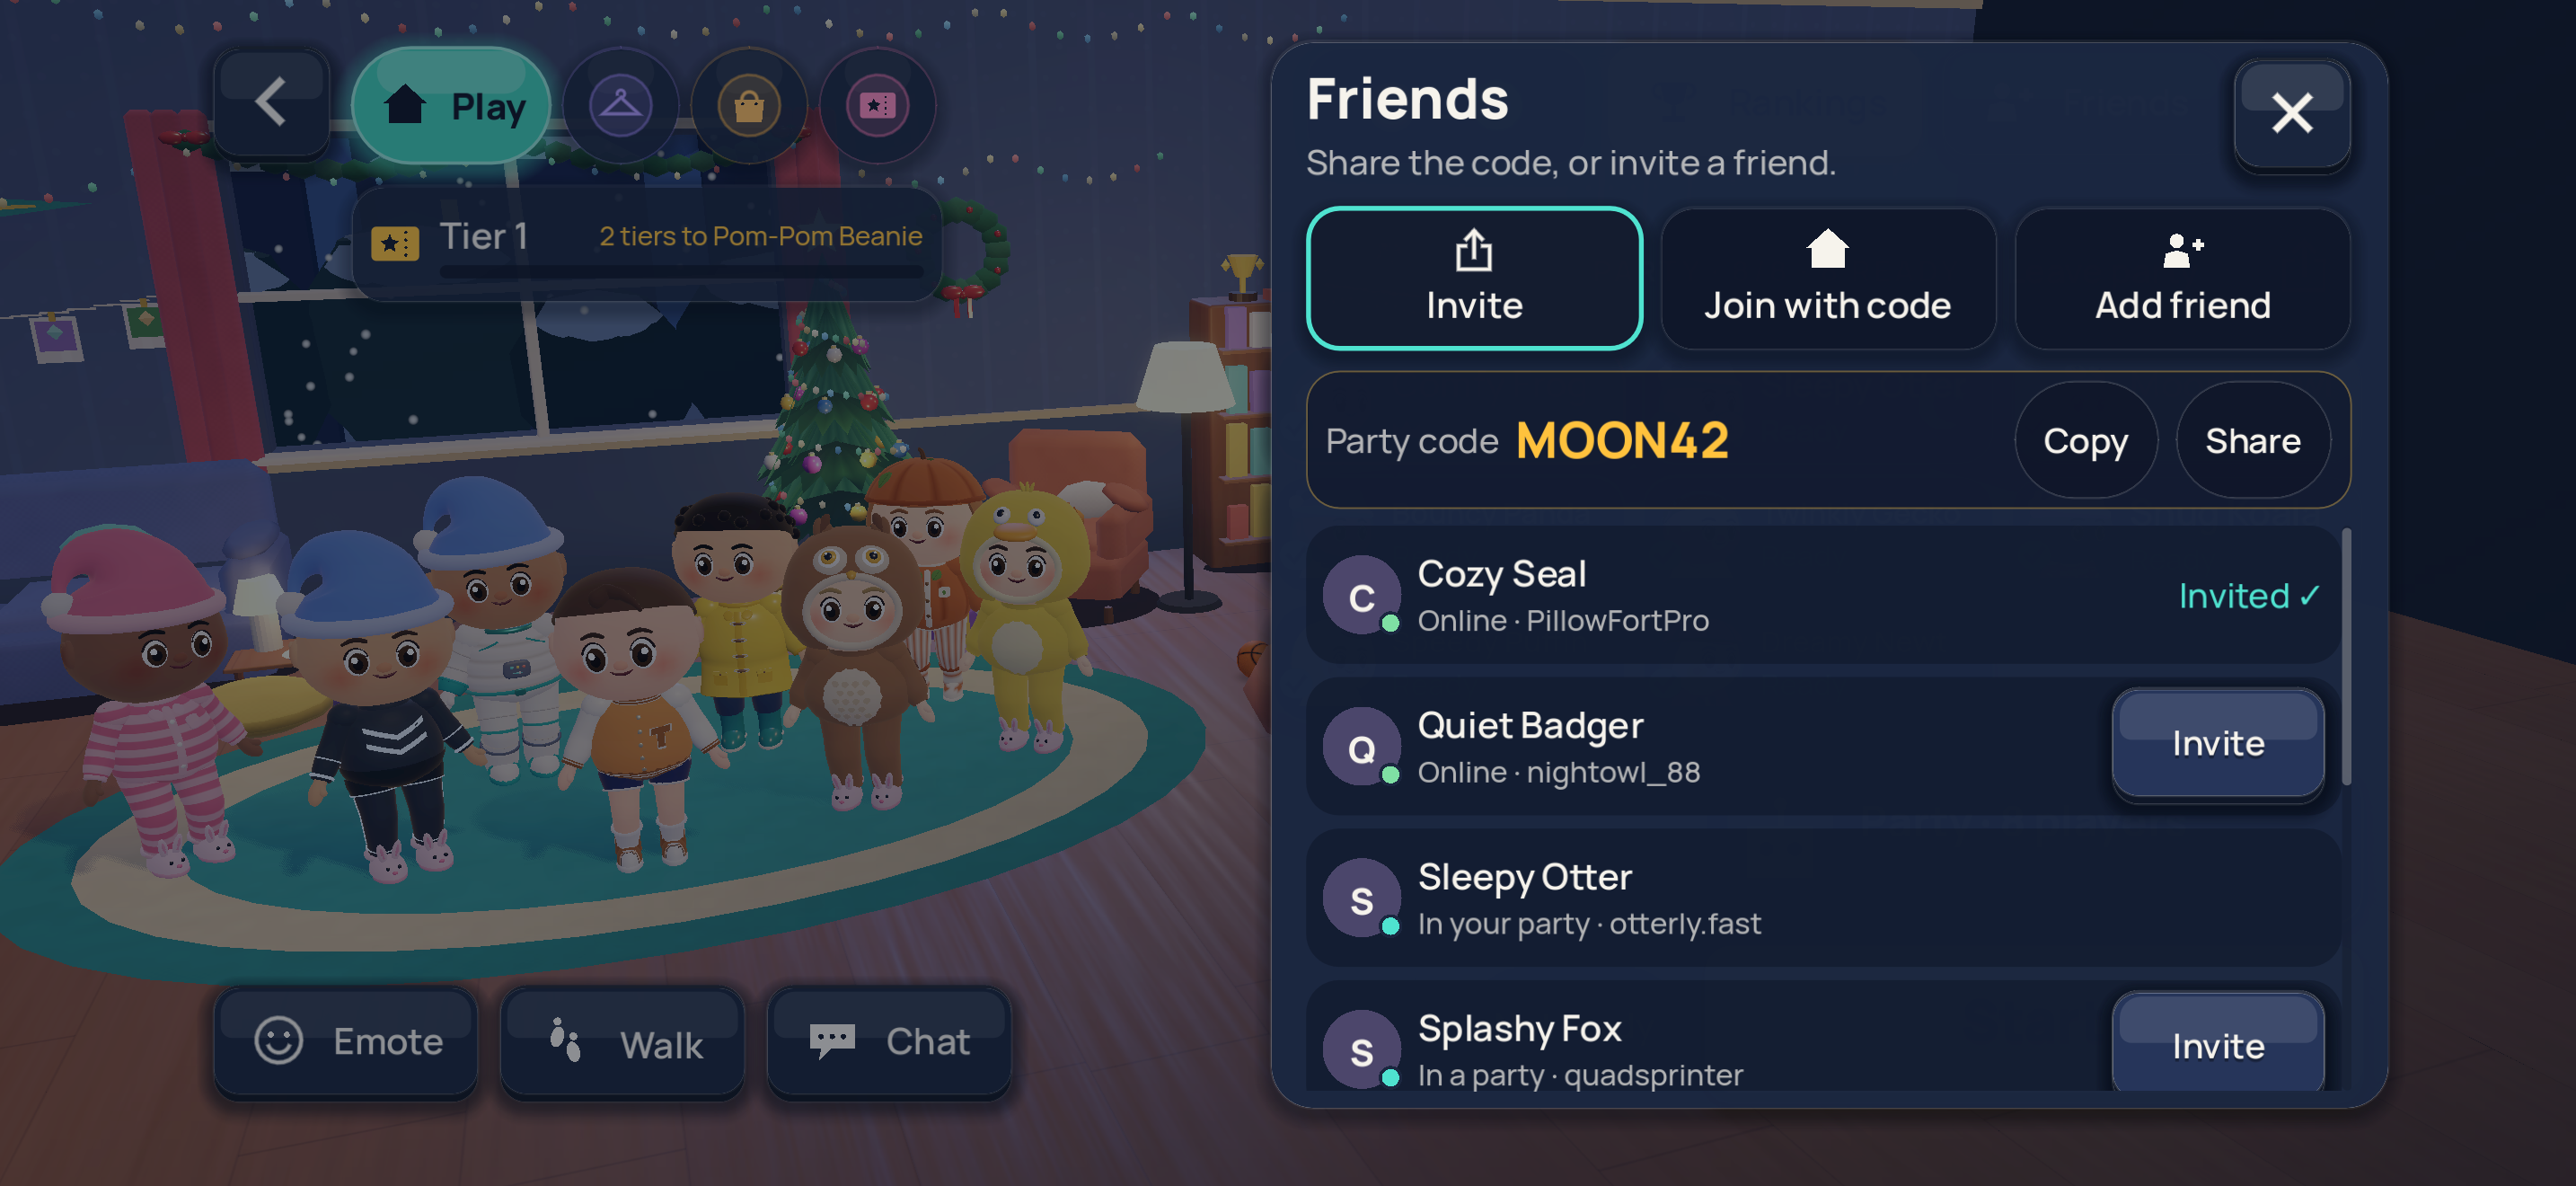 Play
Tier 1
2 tiers to Pom-Pom Beanie
T
Emote
Walk
Chat
Friends
Share the code, or invite a friend.
Invite
Join with code
Add friend
Party code MOON42
Copy
Share
C
Cozy Seal
Online · PillowFortPro
Invited ✓
Q
Quiet Badger
Online · nightowl_88
Invite
S
Sleepy Otter
In your party · otterly.fast
S
Splashy Fox
In a party · quadsprinter
Invite